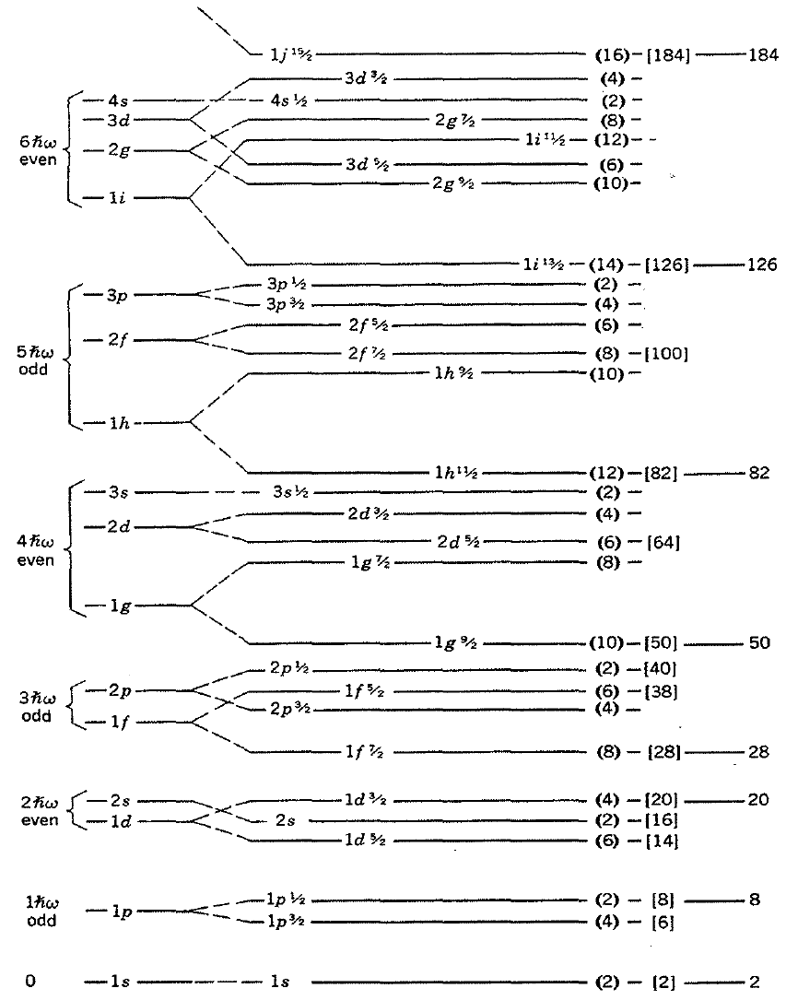 1j 15/2 (16) [184] 184
3d 3/2 (4)
4s 4s 1/2 (2)
3d 2g 7/2 (8)
6ħω even 2g 1i 11/2 (12)
3d 5/2 (6)
2g 9/2 (10)
1i
1i 13/2 (14) [126] 126
3p 1/2 (2)
3p 3p 3/2 (4)
2f 5/2 (6)
5ħω odd 2f 2f 7/2 (8) [100]
1h 9/2 (10)
1h
1h 11/2 (12) [82] 82
3s 3s 1/2 (2)
2d 3/2 (4)
2d 2d 5/2 (6) [64]
4ħω even 1g 7/2 (8)
1g
1g 9/2 (10) [50] 50
2p 1/2 (2) [40]
2p 1f 5/2 (6) [38]
3ħω odd 2p 3/2 (4)
1f
1f 7/2 (8) [28] 28
2s 1d 3/2 (4) [20] 20
2ħω even 1d 2s (2) [16]
1d 5/2 (6) [14]
1p 1/2 (2) [8] 8
1ħω odd 1p 1p 3/2 (4) [6]
0 1s 1s (2) [2] 2